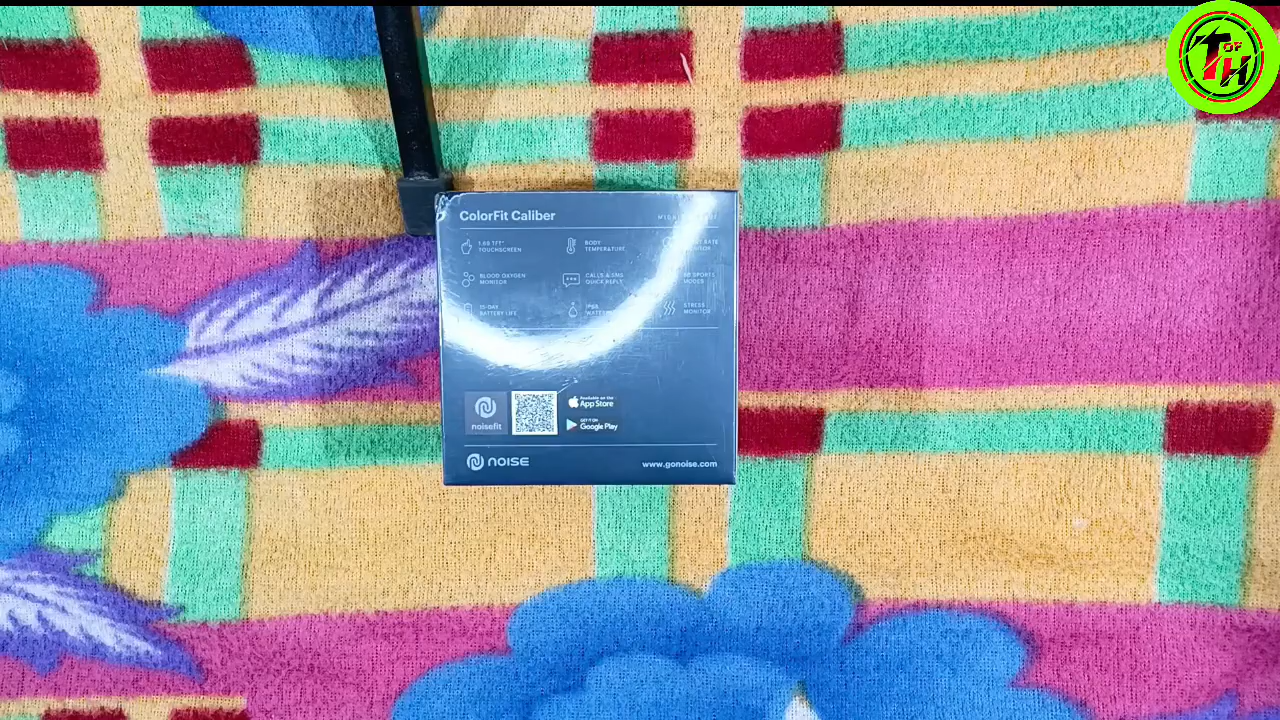 T OF H
ColorFit Caliber
1.69 TFT*
TOUCHSCREEN
BODY
TEMPERATURE
BLOOD OXYGEN
MONITOR
CALLS & SMS
QUICK REPLY
SPORTS
MODES
15-DAY
BATTERY LIFE
IP68
STRESS
MONITOR
noisefit
Available on the
App Store
GET IT ON
Google Play
NOISE
www.gonoise.com